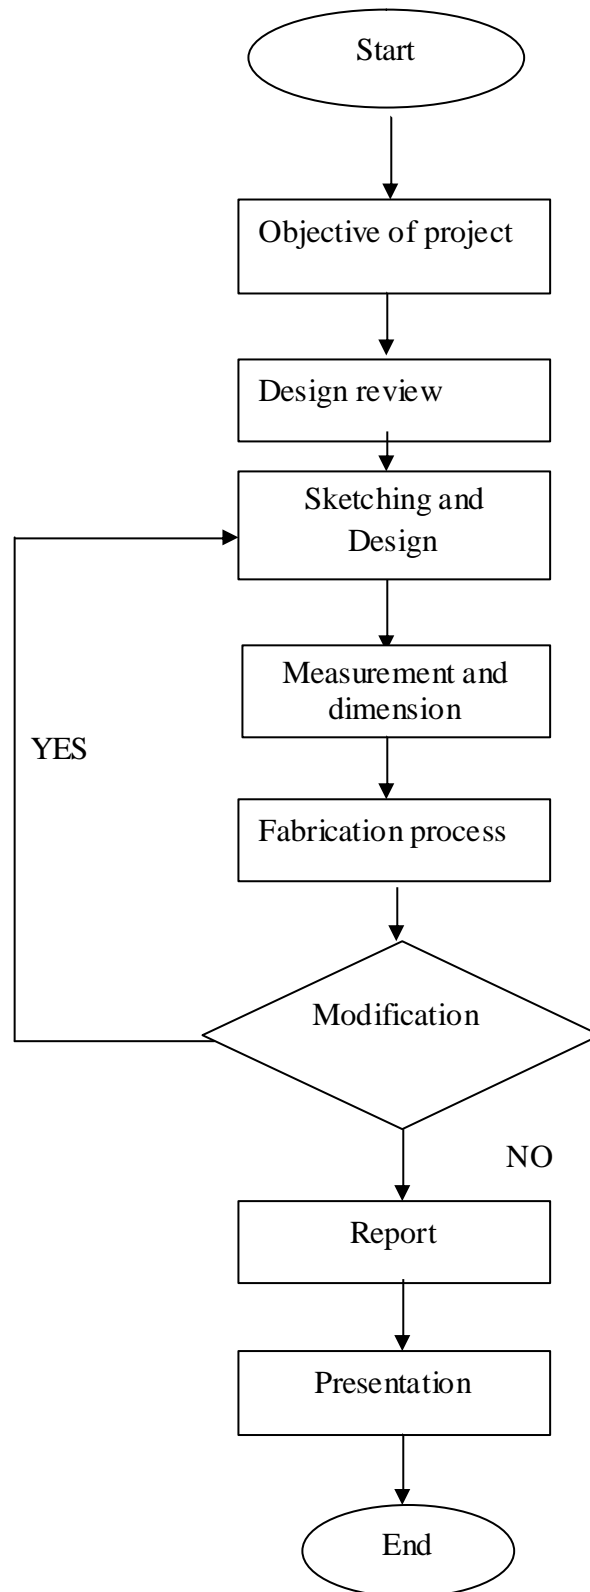 Start
Objective of project
Design review
Sketching and
Design
Measurement and
dimension
YES
Fabrication process
Modification
NO
Report
Presentation
End